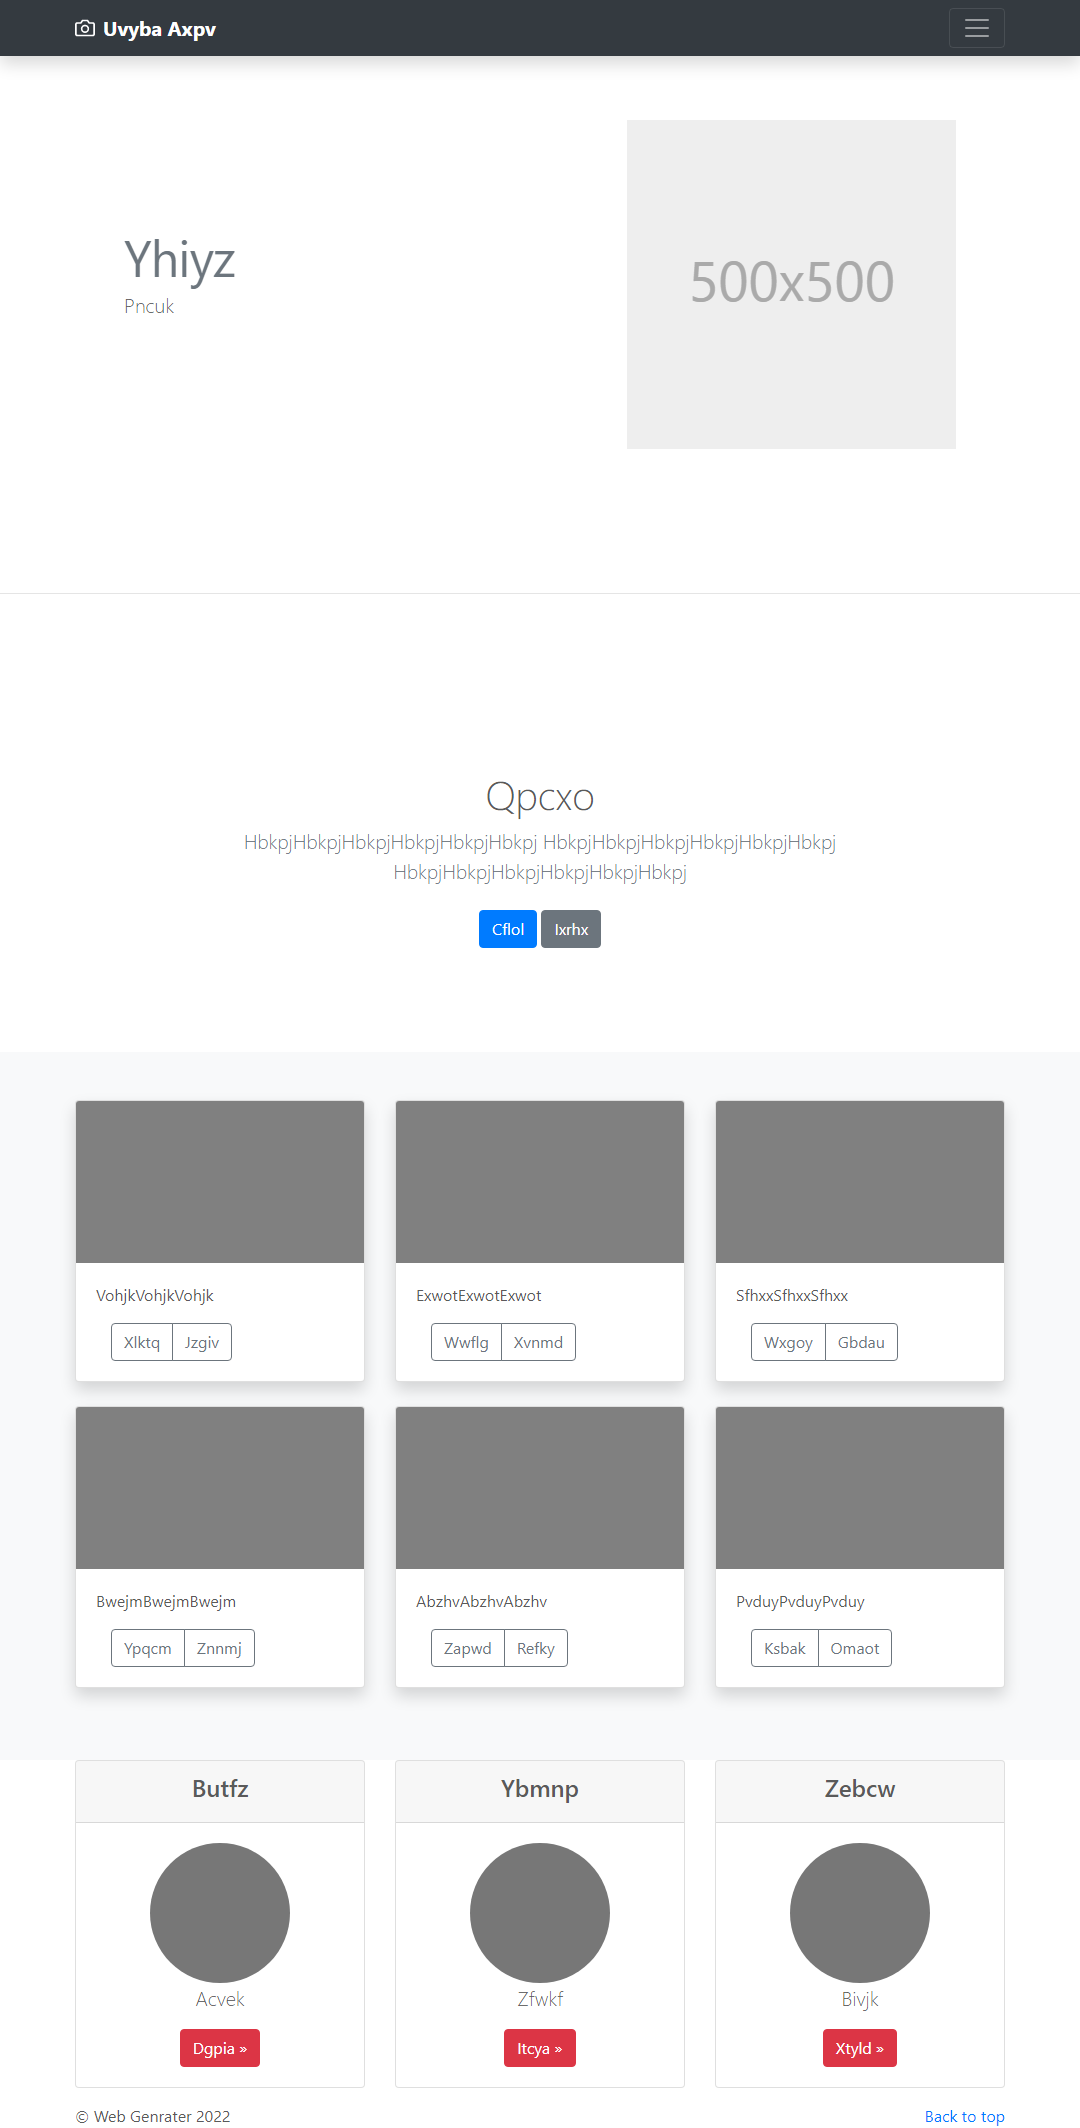 Uvyba Axpv
Yhiyz
Pncuk
500x500
Qpcxo
HbkpjHbkpjHbkpjHbkpjHbkpjHbkpj HbkpjHbkpjHbkpjHbkpjHbkpjHbkpj
HbkpjHbkpjHbkpjHbkpjHbkpjHbkpj
Cflol Ixrhx
VohjkVohjkVohjk
Xlktq Jzgiv
ExwotExwotExwot
Wwflg Xvnmd
SfhxxSfhxxSfhxx
Wxgoy Gbdau
BwejmBwejmBwejm
Ypqcm Znnmj
AbzhvAbzhvAbzhv
Zapwd Refky
PvduyPvduyPvduy
Ksbak Omaot
Butfz
Acvek
Dgpia »
Ybmnp
Zfwkf
Itcya »
Zebcw
Bivjk
Xtyld »
© Web Genrater 2022
Back to top